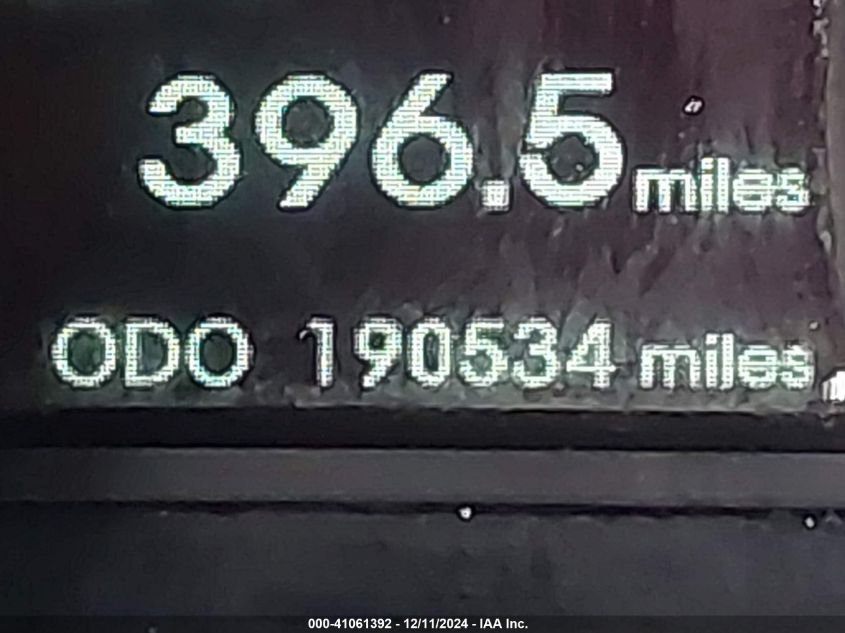 396.5 miles
ODO 190534 miles
000-41061392 - 12/11/2024 - IAA Inc.